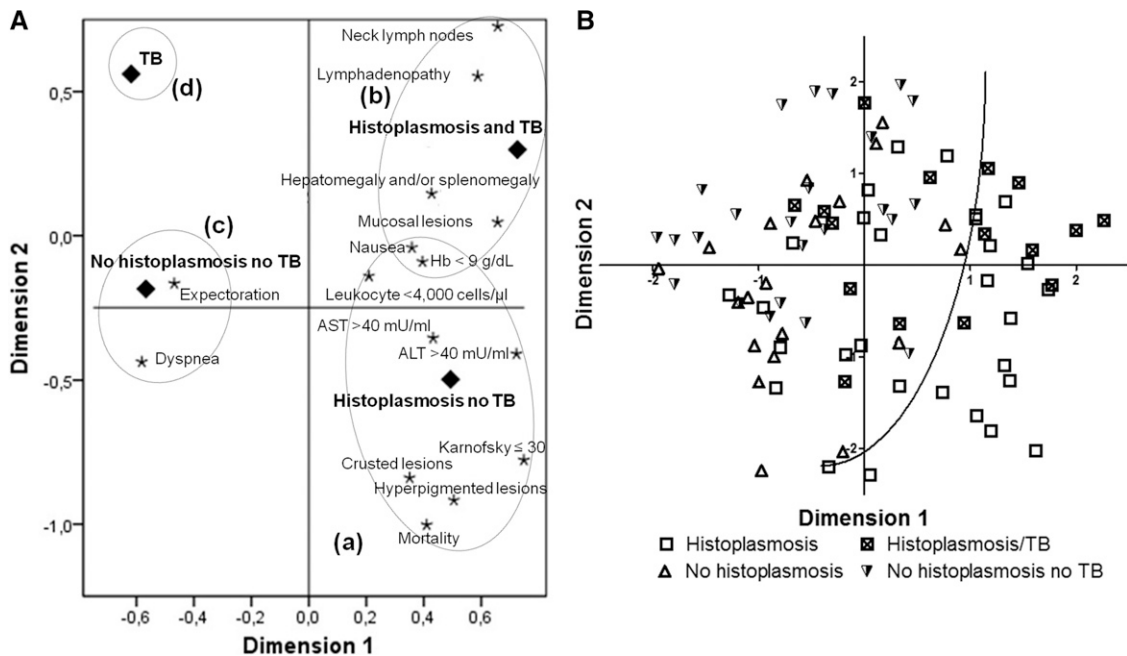 A
Neck lymph nodes
TB
Lymphadenopathy
(d)
(b)
0,5
Histoplasmosis and TB
Hepatomegaly and/or splenomegaly
Mucosal lesions
(c)
0,0
Nausea
Hb < 9 g/dL
No histoplasmosis no TB
Expectoration
Leukocyte <4,000 cells/µl
AST >40 mU/ml
ALT >40 mU/ml
Dyspnea
-0,5
Histoplasmosis no TB
Karnofsky ≤ 30
Crusted lesions
Hyperpigmented lesions
-1,0
Mortality
(a)
Dimension 2
-0,6 -0,4 -0,2 0,0 0,2 0,4 0,6 0,8
Dimension 1
B
2
1
-2 -1 1 2
-1
-2
Dimension 2
Dimension 1
Histoplasmosis Histoplasmosis/TB
No histoplasmosis No histoplasmosis no TB